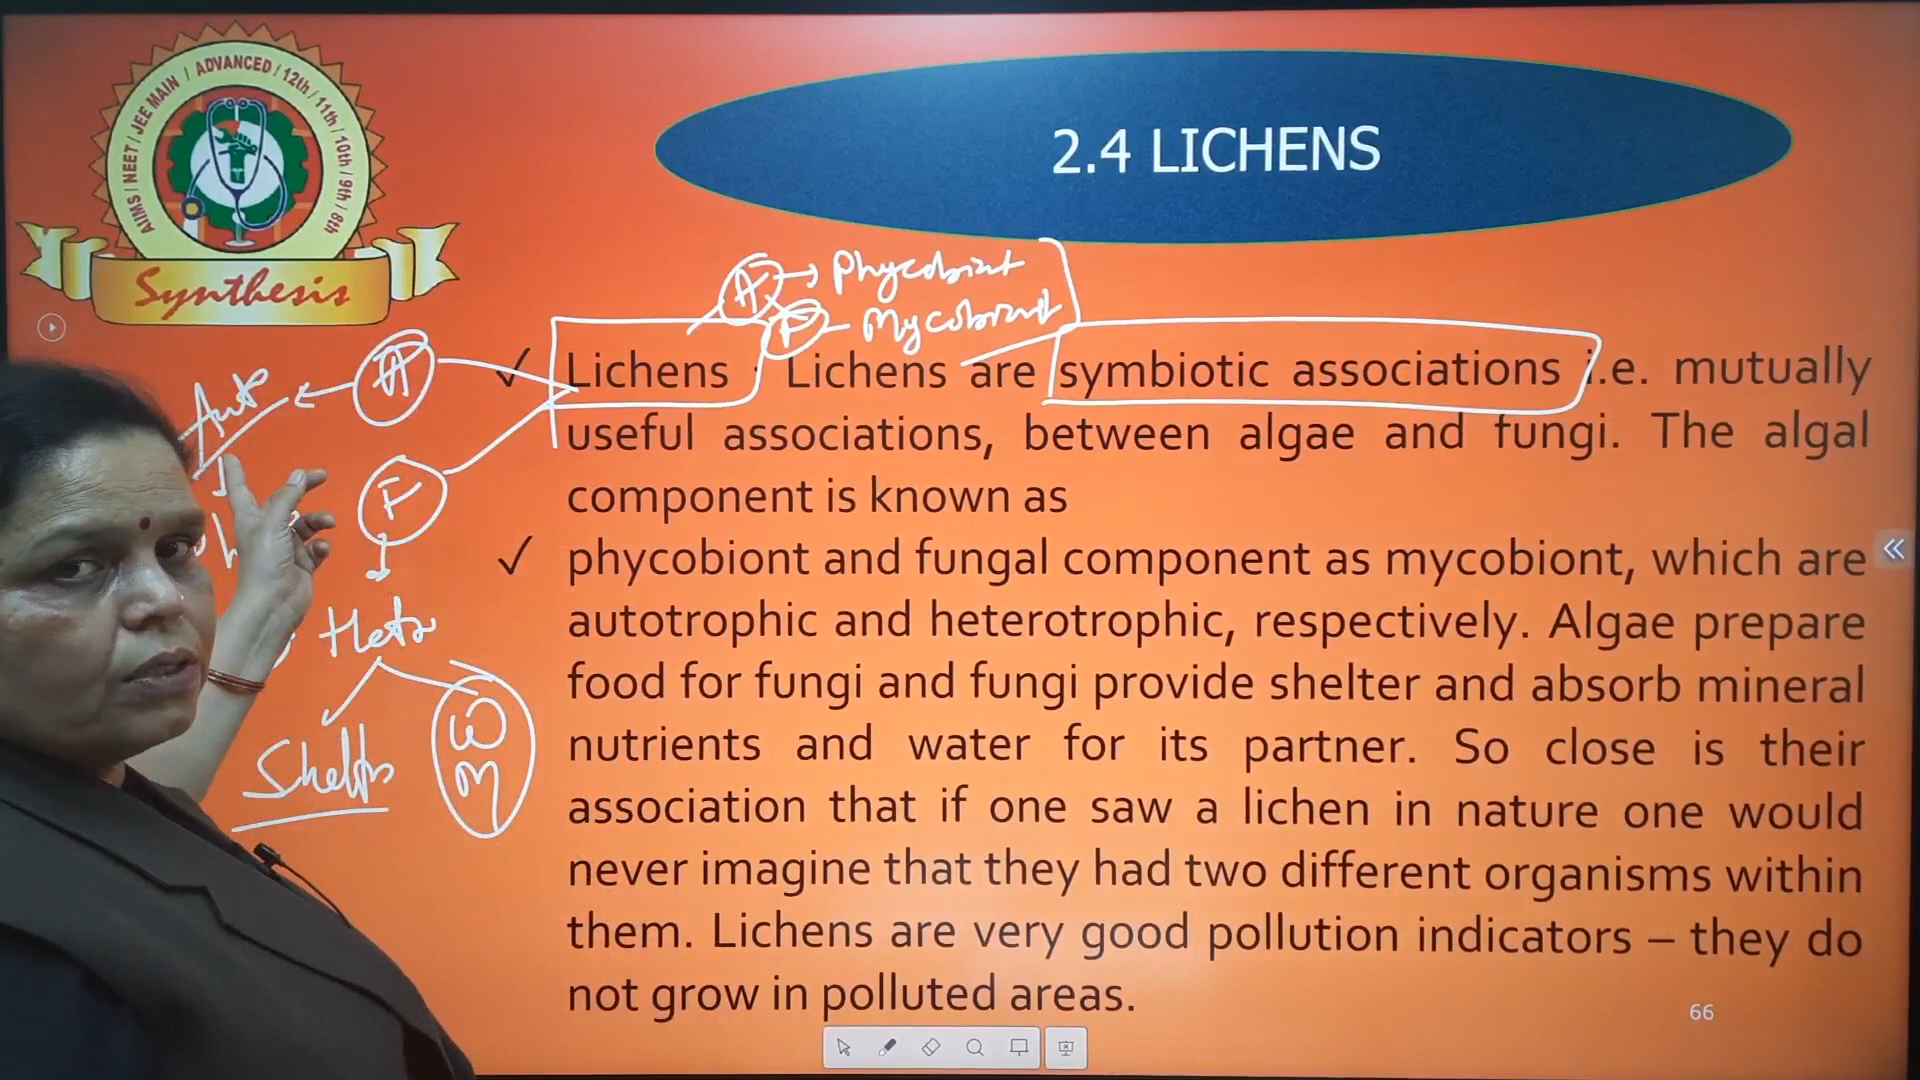 AIIMS / NEET / JEE MAIN / ADVANCED / 12th / 11th / 10th / 9th / 8th
Synthesis
2.4 LICHENS
A → Phycobiont
F – Mycobiont
A
F
Auto
Hetro
W
M
✓ Lichens : Lichens are symbiotic associations i.e. mutually
useful associations, between algae and fungi. The algal
component is known as
✓ phycobiont and fungal component as mycobiont, which are
autotrophic and heterotrophic, respectively. Algae prepare
food for fungi and fungi provide shelter and absorb mineral
nutrients and water for its partner. So close is their
association that if one saw a lichen in nature one would
never imagine that they had two different organisms within
them. Lichens are very good pollution indicators – they do
not grow in polluted areas.
66